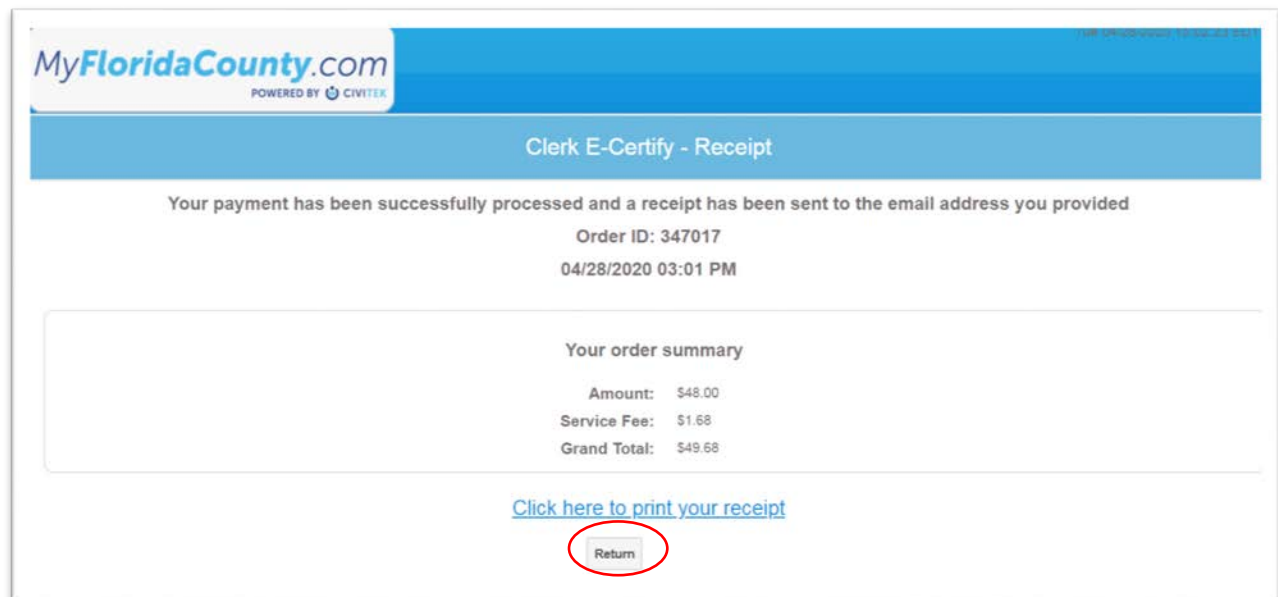 MyFloridaCounty.com
POWERED BY CIVITEK
Clerk E-Certify - Receipt
Your payment has been successfully processed and a receipt has been sent to the email address you provided
Order ID: 347017
04/28/2020 03:01 PM
Your order summary
Amount: $48.00
Service Fee: $1.68
Grand Total: $49.68
Click here to print your receipt
Return